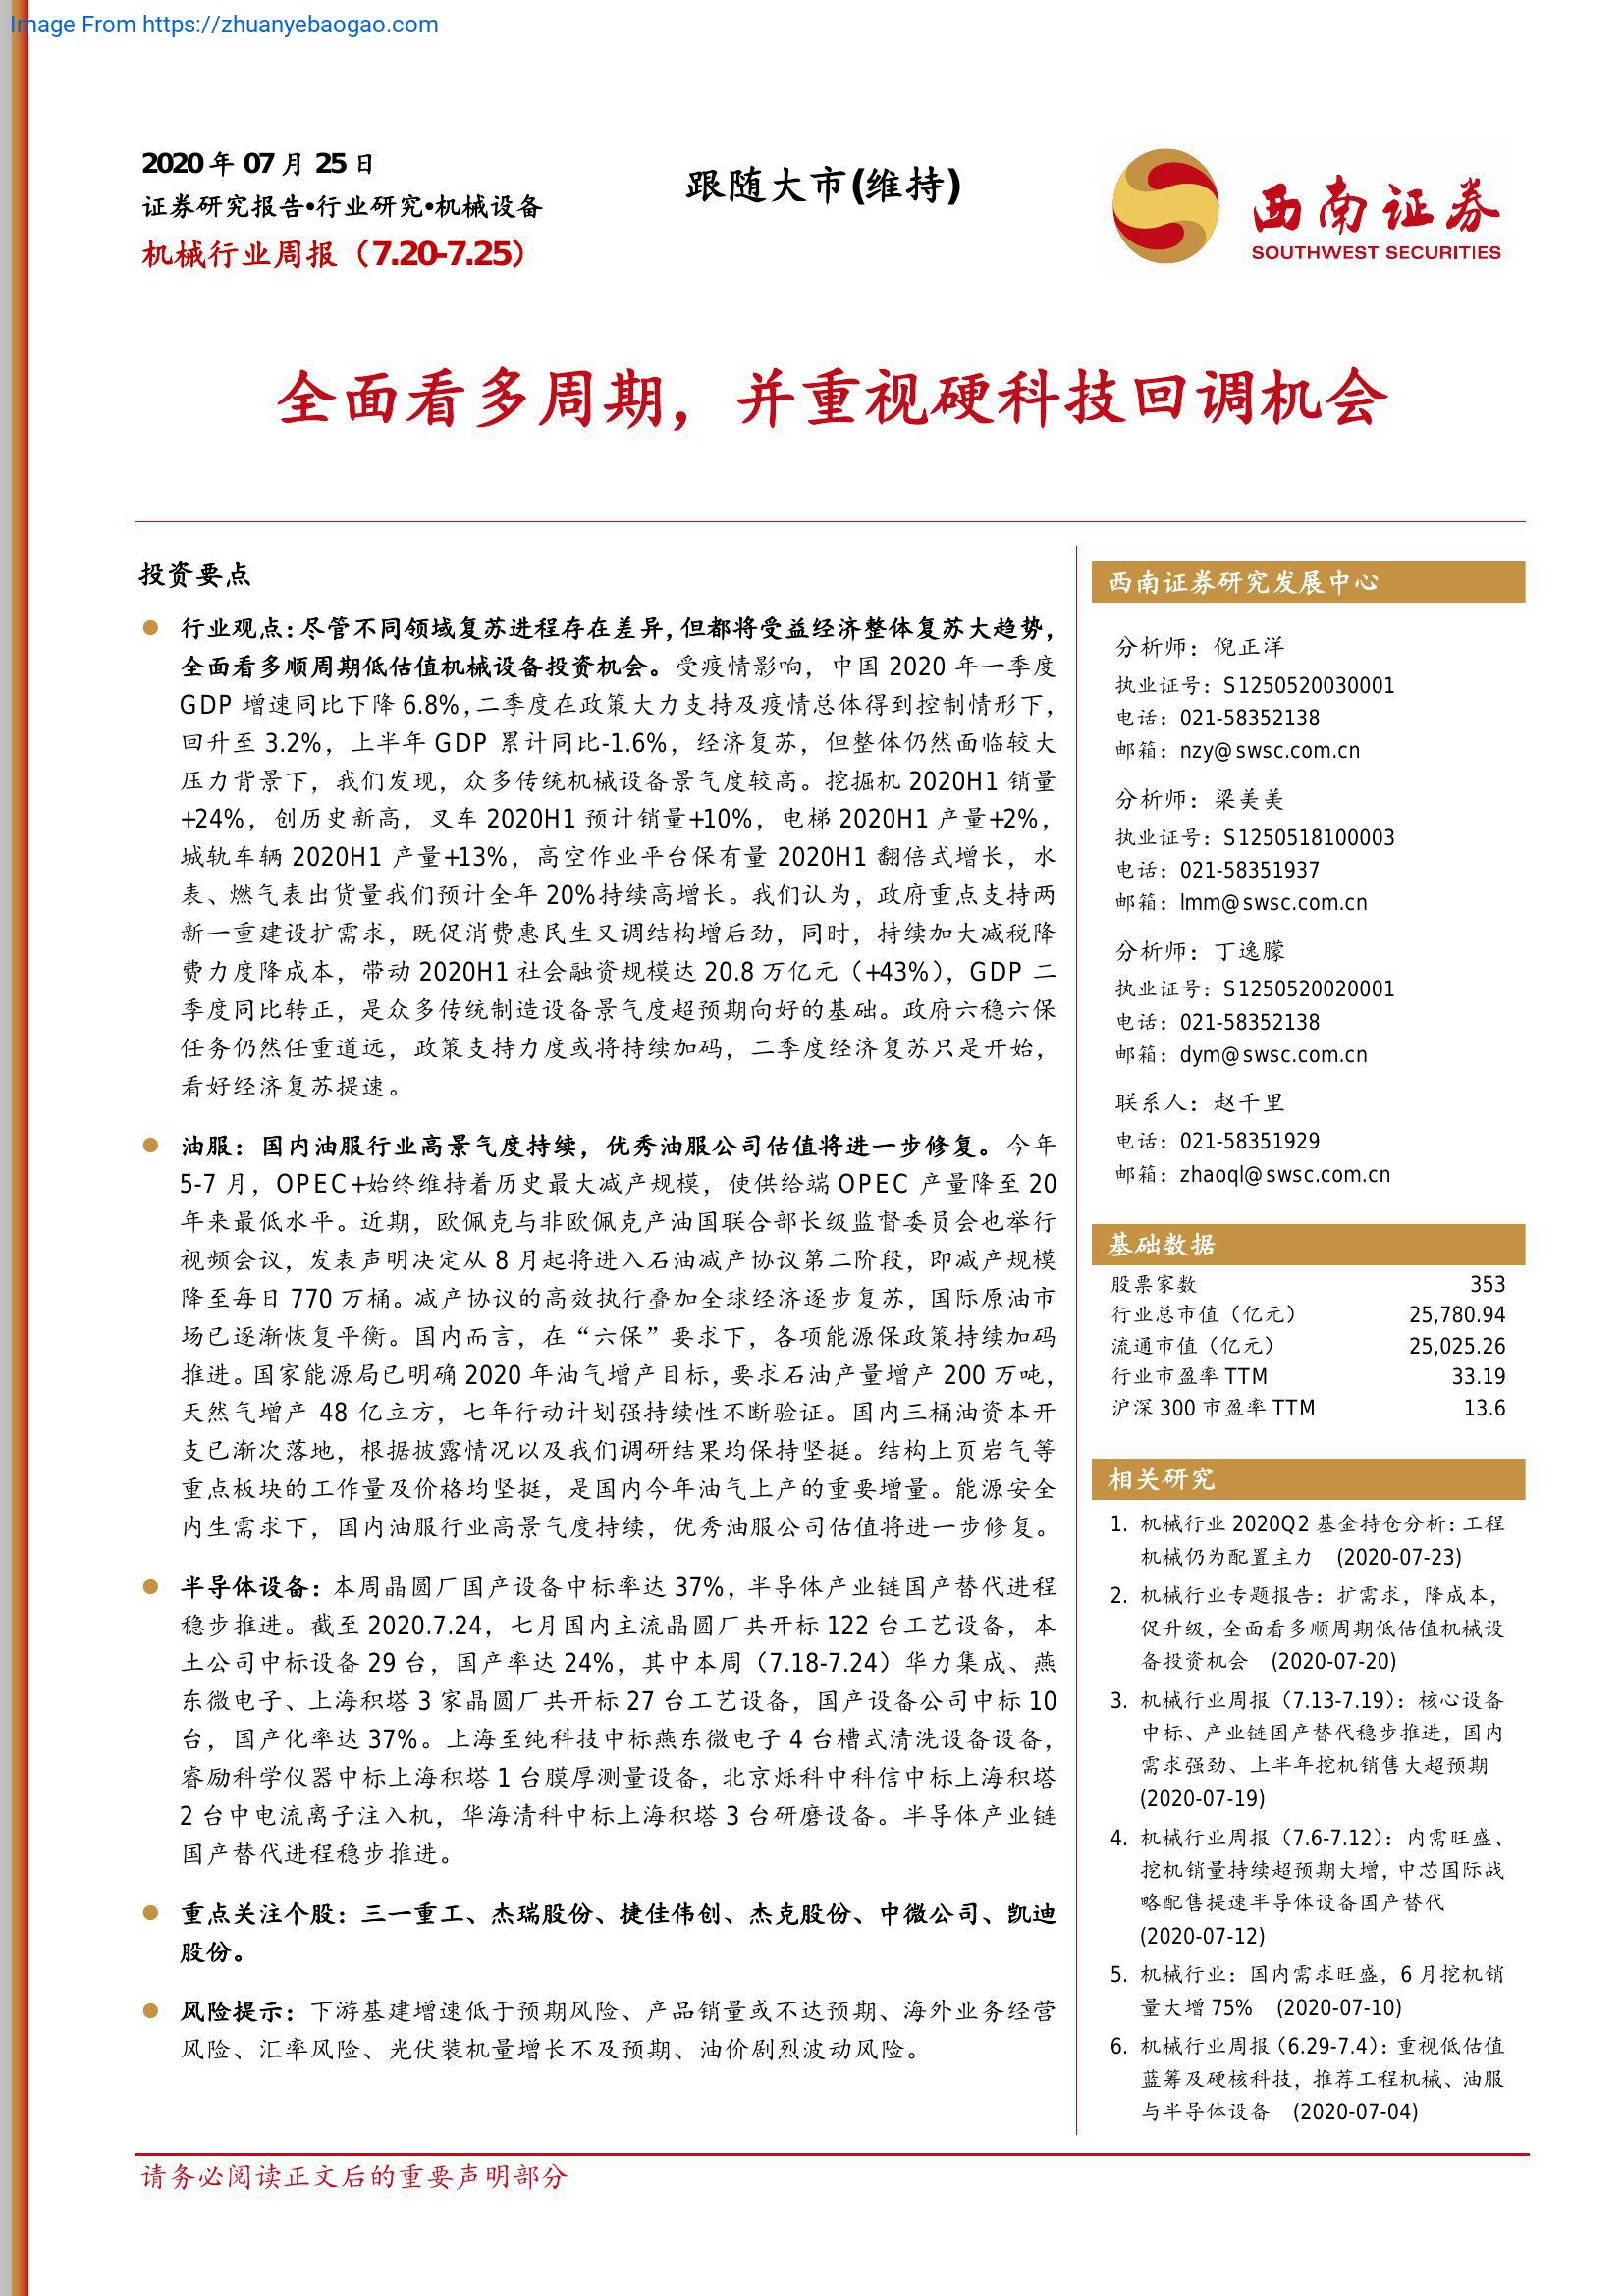 Image From https://zhuanyebaogao.com
2020 年 07 月 25 日
证券研究报告•行业研究•机械设备
机械行业周报（7.20-7.25）
跟随大市(维持)
西南证券
SOUTHWEST SECURITIES
全面看多周期，并重视硬科技回调机会
投资要点
行业观点：尽管不同领域复苏进程存在差异，但都将受益经济整体复苏大趋势，
全面看多顺周期低估值机械设备投资机会。受疫情影响，中国 2020 年一季度
GDP 增速同比下降 6.8%，二季度在政策大力支持及疫情总体得到控制情形下，
回升至 3.2%，上半年 GDP 累计同比-1.6%，经济复苏，但整体仍然面临较大
压力背景下，我们发现，众多传统机械设备景气度较高。挖掘机 2020H1 销量
+24%，创历史新高，叉车 2020H1 预计销量+10%，电梯 2020H1 产量+2%，
城轨车辆 2020H1 产量+13%，高空作业平台保有量 2020H1 翻倍式增长，水
表、燃气表出货量我们预计全年 20%持续高增长。我们认为，政府重点支持两
新一重建设扩需求，既促消费惠民生又调结构增后劲，同时，持续加大减税降
费力度降成本，带动 2020H1 社会融资规模达 20.8 万亿元（+43%），GDP 二
季度同比转正，是众多传统制造设备景气度超预期向好的基础。政府六稳六保
任务仍然任重道远，政策支持力度或将持续加码，二季度经济复苏只是开始，
看好经济复苏提速。
油服：国内油服行业高景气度持续，优秀油服公司估值将进一步修复。今年
5-7 月，OPEC+始终维持着历史最大减产规模，使供给端 OPEC 产量降至 20
年来最低水平。近期，欧佩克与非欧佩克产油国联合部长级监督委员会也举行
视频会议，发表声明决定从 8 月起将进入石油减产协议第二阶段，即减产规模
降至每日 770 万桶。减产协议的高效执行叠加全球经济逐步复苏，国际原油市
场已逐渐恢复平衡。国内而言，在“六保”要求下，各项能源保政策持续加码
推进。国家能源局已明确 2020 年油气增产目标，要求石油产量增产 200 万吨，
天然气增产 48 亿立方，七年行动计划强持续性不断验证。国内三桶油资本开
支已渐次落地，根据披露情况以及我们调研结果均保持坚挺。结构上页岩气等
重点板块的工作量及价格均坚挺，是国内今年油气上产的重要增量。能源安全
内生需求下，国内油服行业高景气度持续，优秀油服公司估值将进一步修复。
半导体设备：本周晶圆厂国产设备中标率达 37%，半导体产业链国产替代进程
稳步推进。截至 2020.7.24，七月国内主流晶圆厂共开标 122 台工艺设备，本
土公司中标设备 29 台，国产率达 24%，其中本周（7.18-7.24）华力集成、燕
东微电子、上海积塔 3 家晶圆厂共开标 27 台工艺设备，国产设备公司中标 10
台，国产化率达 37%。上海至纯科技中标燕东微电子 4 台槽式清洗设备设备，
睿励科学仪器中标上海积塔 1 台膜厚测量设备，北京烁科中科信中标上海积塔
2 台中电流离子注入机，华海清科中标上海积塔 3 台研磨设备。半导体产业链
国产替代进程稳步推进。
重点关注个股：三一重工、杰瑞股份、捷佳伟创、杰克股份、中微公司、凯迪
股份。
风险提示：下游基建增速低于预期风险、产品销量或不达预期、海外业务经营
风险、汇率风险、光伏装机量增长不及预期、油价剧烈波动风险。
西南证券研究发展中心
分析师：倪正洋
执业证号：S1250520030001
电话：021-58352138
邮箱：nzy@swsc.com.cn
分析师：梁美美
执业证号：S1250518100003
电话：021-58351937
邮箱：lmm@swsc.com.cn
分析师：丁逸朦
执业证号：S1250520020001
电话：021-58352138
邮箱：dym@swsc.com.cn
联系人：赵千里
电话：021-58351929
邮箱：zhaoql@swsc.com.cn
基础数据
股票家数 353
行业总市值（亿元） 25,780.94
流通市值（亿元） 25,025.26
行业市盈率 TTM 33.19
沪深 300 市盈率 TTM 13.6
相关研究
1. 机械行业 2020Q2 基金持仓分析：工程
机械仍为配置主力 (2020-07-23)
2. 机械行业专题报告：扩需求，降成本，
促升级，全面看多顺周期低估值机械设
备投资机会 (2020-07-20)
3. 机械行业周报（7.13-7.19）：核心设备
中标、产业链国产替代稳步推进，国内
需求强劲、上半年挖机销售大超预期
(2020-07-19)
4. 机械行业周报（7.6-7.12）：内需旺盛、
挖机销量持续超预期大增，中芯国际战
略配售提速半导体设备国产替代
(2020-07-12)
5. 机械行业：国内需求旺盛，6 月挖机销
量大增 75% (2020-07-10)
6. 机械行业周报（6.29-7.4）：重视低估值
蓝筹及硬核科技，推荐工程机械、油服
与半导体设备 (2020-07-04)
请务必阅读正文后的重要声明部分